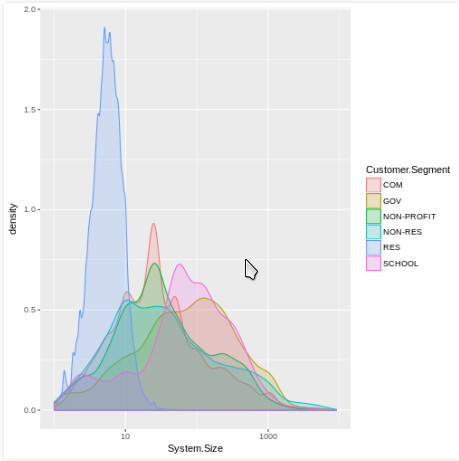 2.0
1.5
1.0
0.5
0.0
density
10
1000
System.Size
Customer.Segment
COM
GOV
NON-PROFIT
NON-RES
RES
SCHOOL